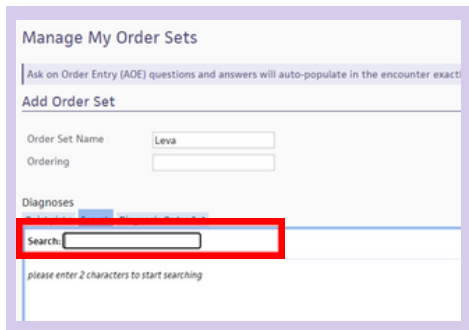 Manage My Order Sets
Ask on Order Entry (AOE) questions and answers will auto-populate in the encounter exactl
Add Order Set
Order Set Name Leva
Ordering
Diagnoses
Search:
please enter 2 characters to start searching